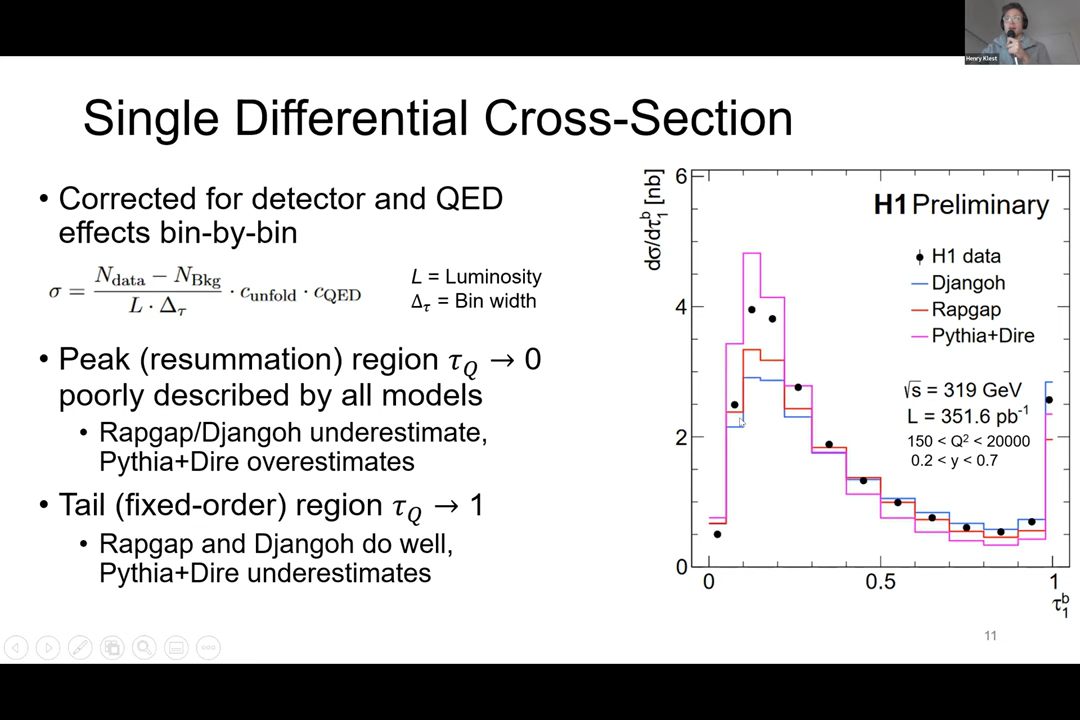 Henry Klest
Single Differential Cross-Section
• Corrected for detector and QED
effects bin-by-bin
σ = (N_data − N_Bkg) / (L · Δ_τ) · c_unfold · c_QED
L = Luminosity
Δ_τ = Bin width
• Peak (resummation) region τ_Q → 0
poorly described by all models
• Rapgap/Djangoh underestimate,
Pythia+Dire overestimates
• Tail (fixed-order) region τ_Q → 1
• Rapgap and Djangoh do well,
Pythia+Dire underestimates
dσ/dτ₁ᵇ [nb]
6
4
2
0
H1 Preliminary
H1 data
Djangoh
Rapgap
Pythia+Dire
√s = 319 GeV
L = 351.6 pb⁻¹
150 < Q² < 20000
0.2 < y < 0.7
0
0.5
1
τ₁ᵇ
11